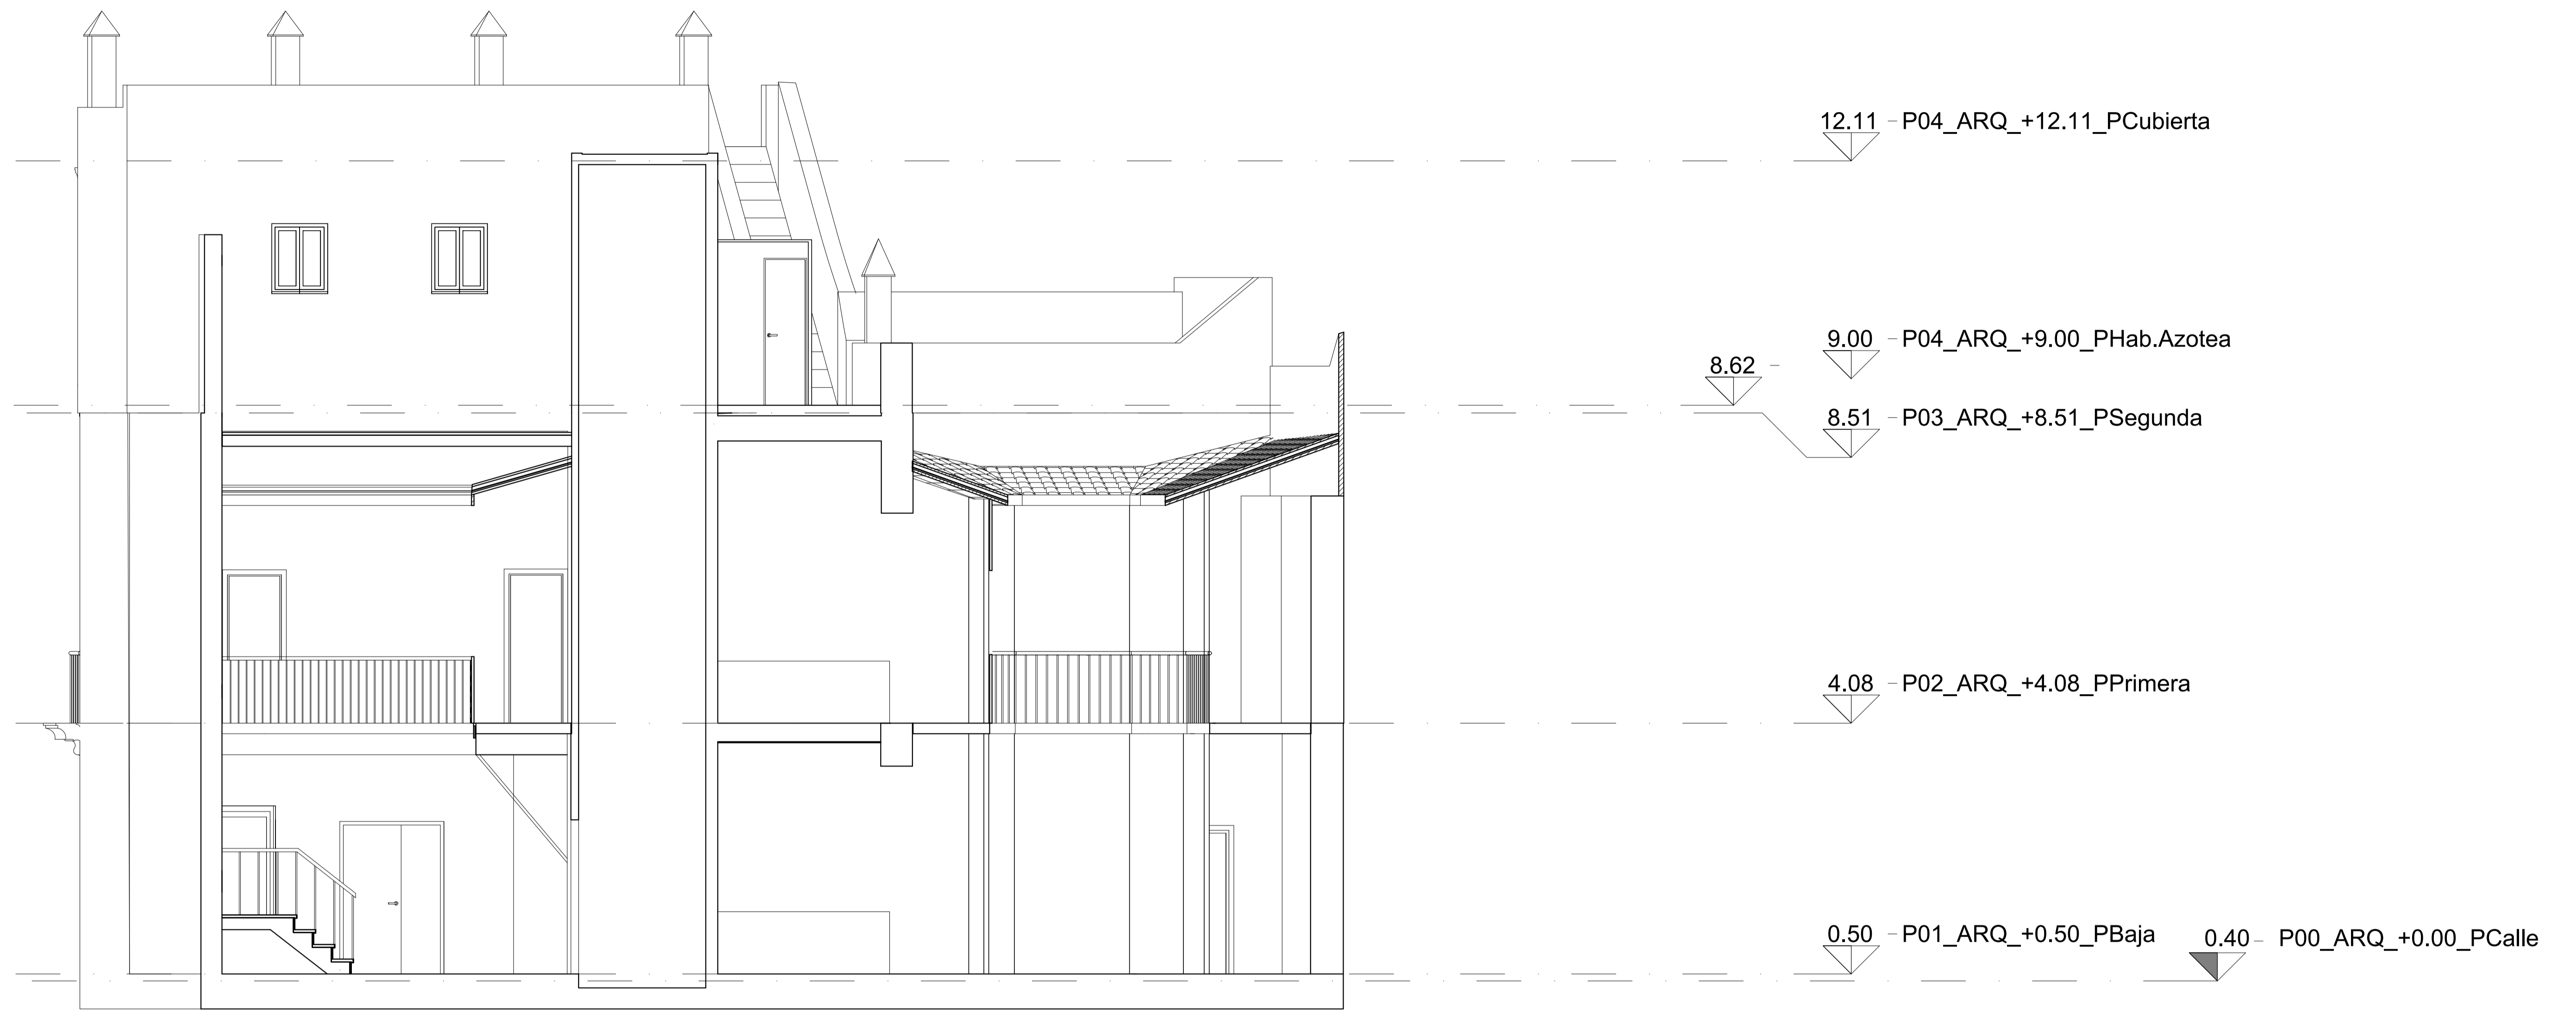 12.11 P04_ARQ_+12.11_PCubierta
9.00 P04_ARQ_+9.00_PHab.Azotea
8.62
8.51 P03_ARQ_+8.51_PSegunda
4.08 P02_ARQ_+4.08_PPrimera
0.50 P01_ARQ_+0.50_PBaja
0.40 P00_ARQ_+0.00_PCalle